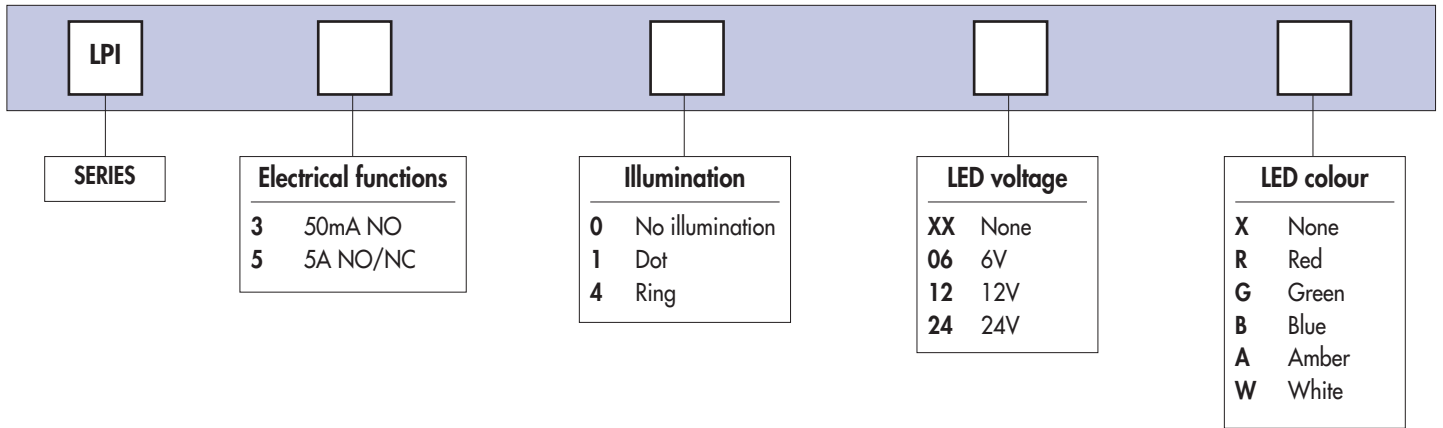 LPI
SERIES
Electrical functions
3 50mA NO
5 5A NO/NC
Illumination
0 No illumination
1 Dot
4 Ring
LED voltage
XX None
06 6V
12 12V
24 24V
LED colour
X None
R Red
G Green
B Blue
A Amber
W White